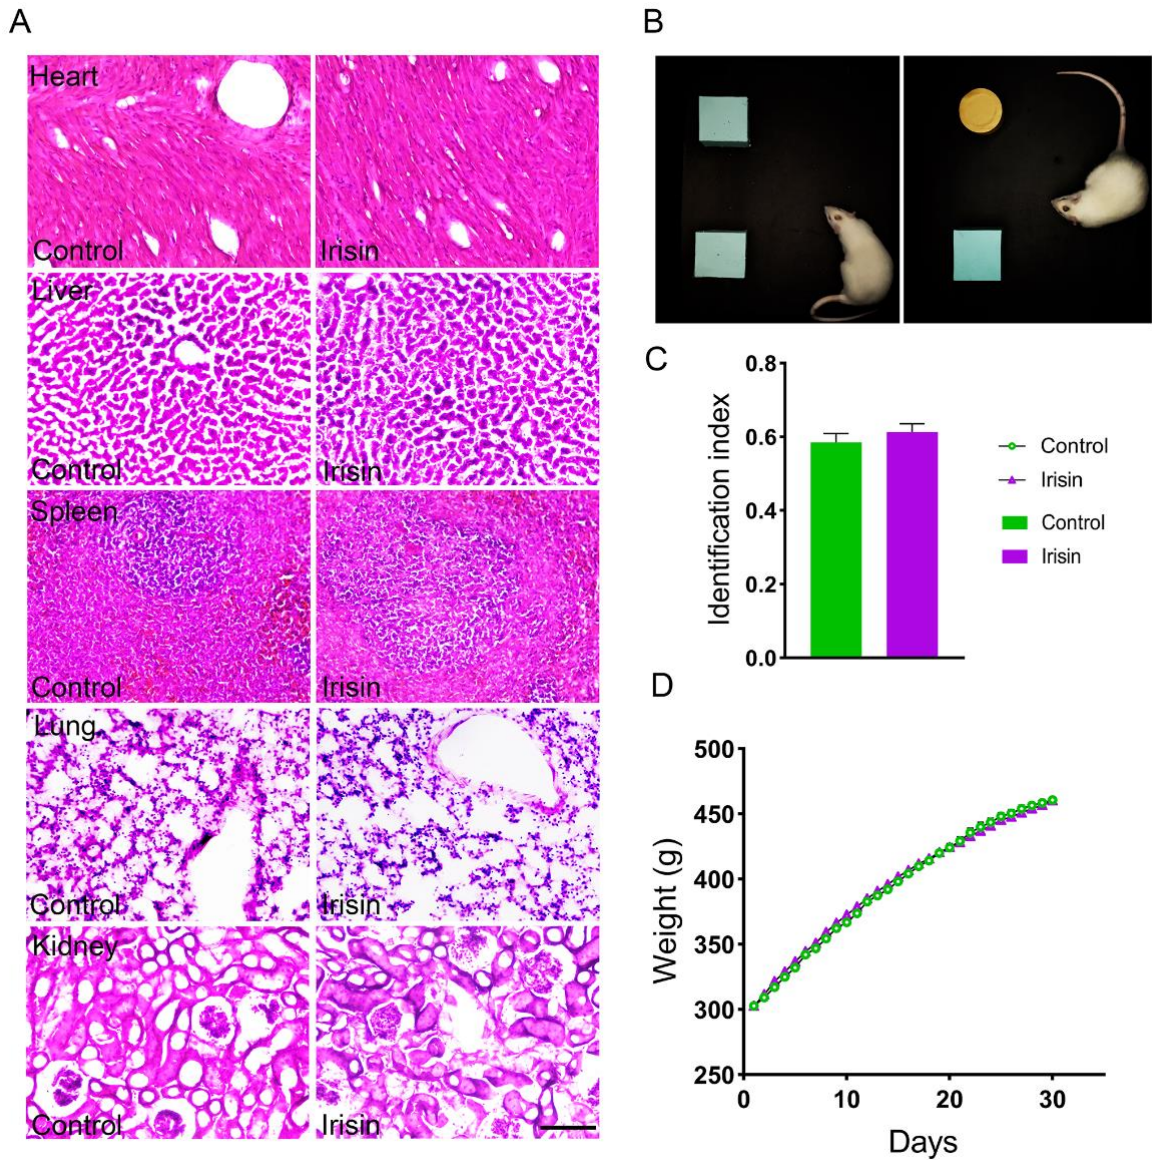 A
Heart
Control
Irisin
Liver
Control
Irisin
Spleen
Control
Irisin
Lung
Control
Irisin
Kidney
Control
Irisin
B
C
Identification index
0.8
0.6
0.4
0.2
0.0
Control
Irisin
Control
Irisin
D
Weight (g)
500
450
400
350
300
250
0 10 20 30
Days